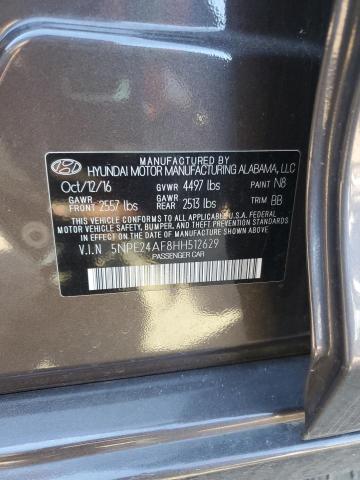 MANUFACTURED BY
HYUNDAI MOTOR MANUFACTURING ALABAMA, LLC
Oct/12/16 GVWR 4497 lbs PAINT N8
GAWR FRONT 2557 lbs GAWR REAR 2513 lbs TRIM BB
THIS VEHICLE CONFORMS TO ALL APPLICABLE U.S.A. FEDERAL
MOTOR VEHICLE SAFETY, BUMPER, AND THEFT PREVENTION STANDARDS
IN EFFECT ON THE DATE OF MANUFACTURE SHOWN ABOVE.
V.I.N 5NPE24AF8HH512629
PASSENGER CAR